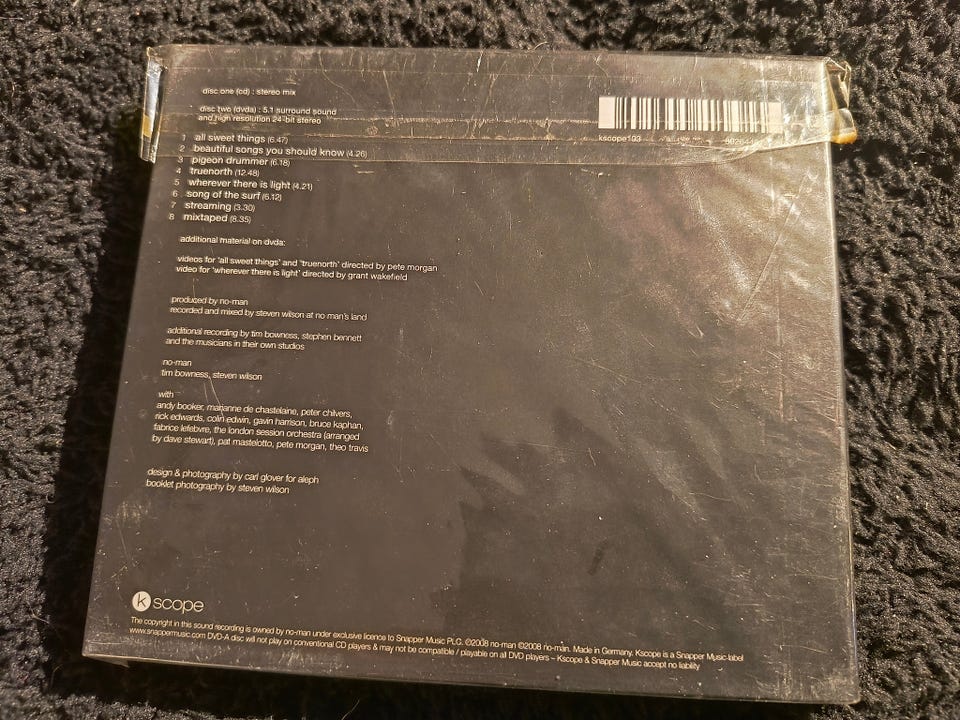 disc one (cd) : stereo mix
disc two (dvda) : 5.1 surround sound
and high resolution 24-bit stereo
kscope103
1 all sweet things (6.47)
2 beautiful songs you should know (4.26)
3 pigeon drummer (6.18)
4 truenorth (12.48)
5 wherever there is light (4.21)
6 song of the surf (6.12)
7 streaming (3.30)
8 mixtaped (8.35)
additional material on dvda:
videos for 'all sweet things' and 'truenorth' directed by pete morgan
video for 'wherever there is light' directed by grant wakefield
produced by no-man
recorded and mixed by steven wilson at no man's land
additional recording by tim bowness, stephen bennett
and the musicians in their own studios
no-man
tim bowness, steven wilson
with
andy booker, marianne de chastelaine, peter chilvers,
rick edwards, colin edwin, gavin harrison, bruce kaphan,
fabrice lefebvre, the london session orchestra (arranged
by dave stewart), pat mastelotto, pete morgan, theo travis
design & photography by carl glover for aleph
booklet photography by steven wilson
k scope
The copyright in this sound recording is owned by no-man under exclusive licence to Snapper Music PLC. ℗2008 no-man ©2008 no-man. Made in Germany. Kscope is a Snapper Music label
www.snappermusic.com DVD-A disc will not play on conventional CD players & may not be compatible / playable on all DVD players – Kscope & Snapper Music accept no liability